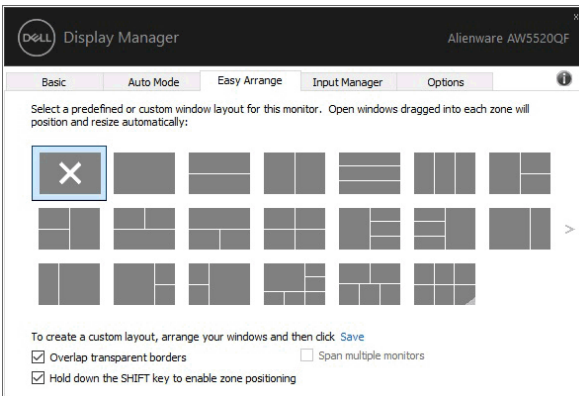 DELL Display Manager
Alienware AW5520QF
Basic
Auto Mode
Easy Arrange
Input Manager
Options
Select a predefined or custom window layout for this monitor. Open windows dragged into each zone will
position and resize automatically:
To create a custom layout, arrange your windows and then click Save
Overlap transparent borders
Span multiple monitors
Hold down the SHIFT key to enable zone positioning